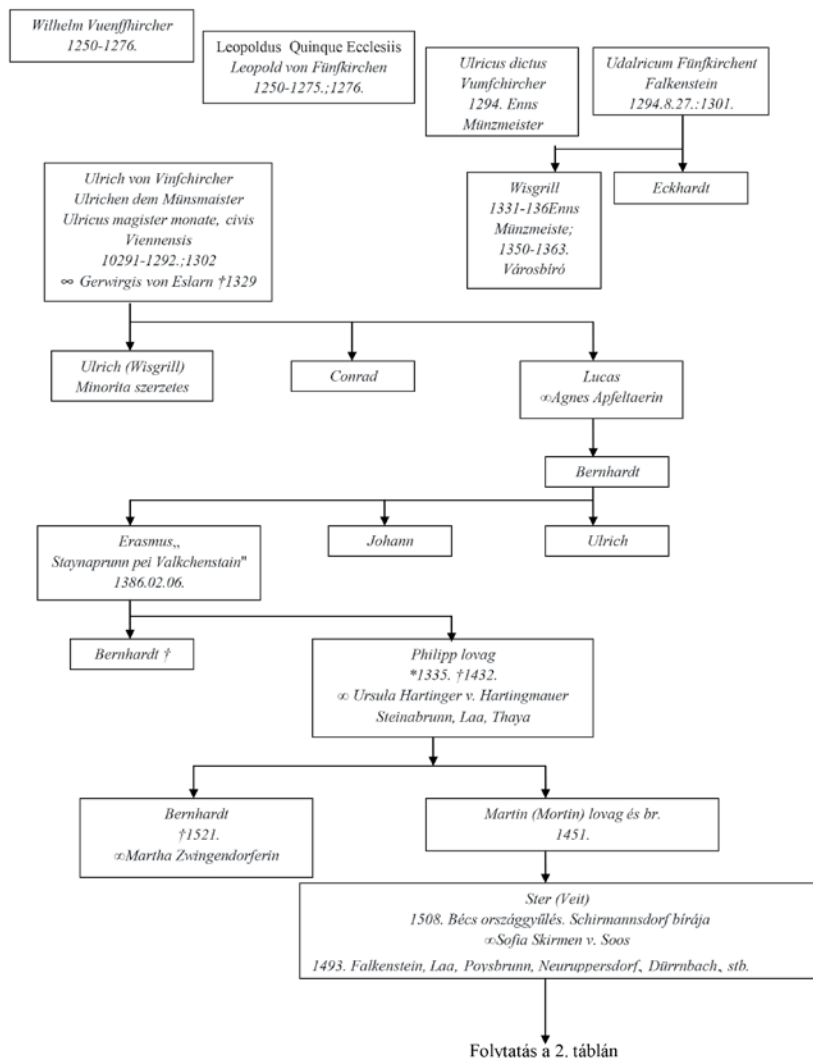 Wilhelm Vuenffhircher
1250-1276.
Leopoldus Quinque Ecclesiis
Leopold von Fünfkirchen
1250-1275.;1276.
Ulricus dictus
Vumfchircher
1294. Enns
Münzmeister
Udalricum Fünfkirchent
Falkenstein
1294.8.27.:1301.
Ulrich von Vinfchircher
Ulrichen dem Münsmaister
Ulricus magister monate, civis
Viennensis
10291-1292.;1302
∞ Gerwirgis von Eslarn †1329
Wisgrill
1331-136Enns
Münzmeiste;
1350-1363.
Városbíró
Eckhardt
Ulrich (Wisgrill)
Minorita szerzetes
Conrad
Lucas
∞Agnes Apfeltaerin
Bernhardt
Erasmus,,
Staynaprunn pei Valkchenstain"
1386.02.06.
Johann
Ulrich
Bernhardt †
Philipp lovag
*1335. †1432.
∞ Ursula Hartinger v. Hartingmauer
Steinabrunn, Laa, Thaya
Bernhardt
†1521.
∞Martha Zwingendorferin
Martin (Mortin) lovag és br.
1451.
Ster (Veit)
1508. Bécs országgyűlés. Schirmannsdorf bírája
∞Sofia Skirmen v. Soos
1493. Falkenstein, Laa, Poysbrunn, Neuruppersdorf, Dürrnbach, stb.
Folytatás a 2. táblán